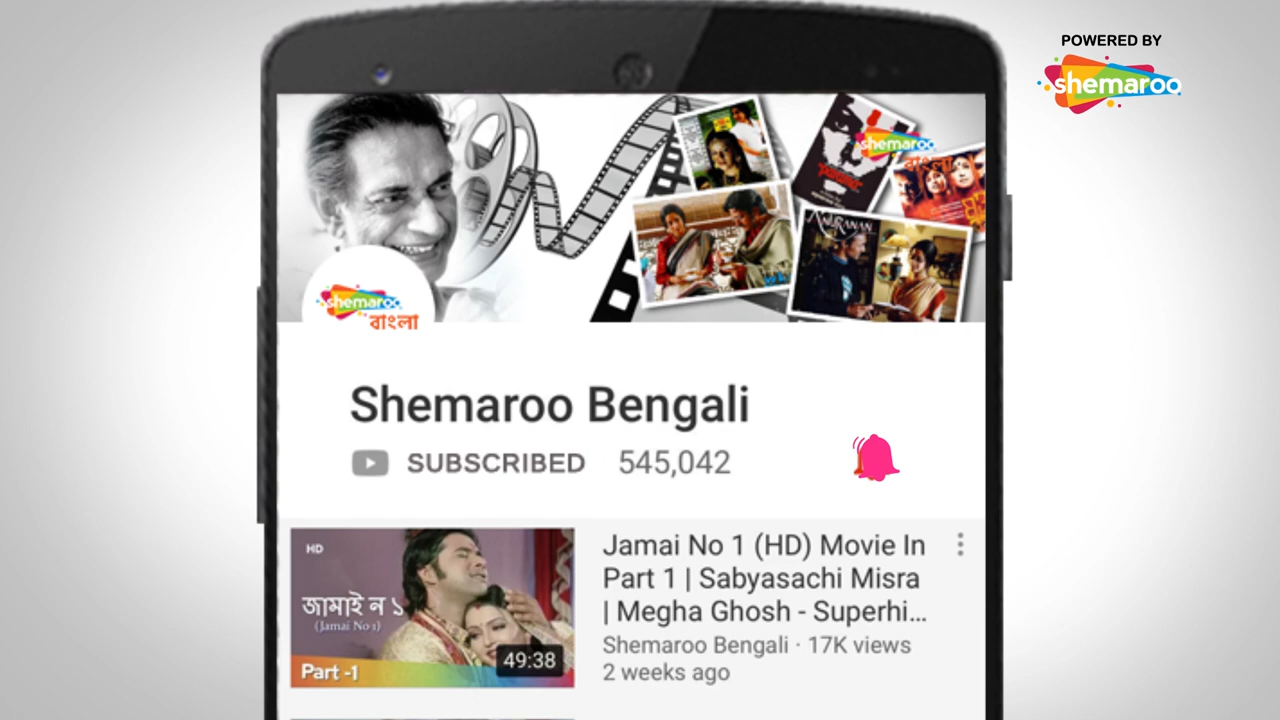 POWERED BY
shemaroo
shemaroo
বাংলা
ANURANAN
shemaroo
বাংলা
Shemaroo Bengali
SUBSCRIBED 545,042
HD
জামাই ন ১
(Jamai No 1)
Part -1
49:38
Jamai No 1 (HD) Movie In
Part 1 | Sabyasachi Misra
| Megha Ghosh - Superhi...
Shemaroo Bengali · 17K views
2 weeks ago